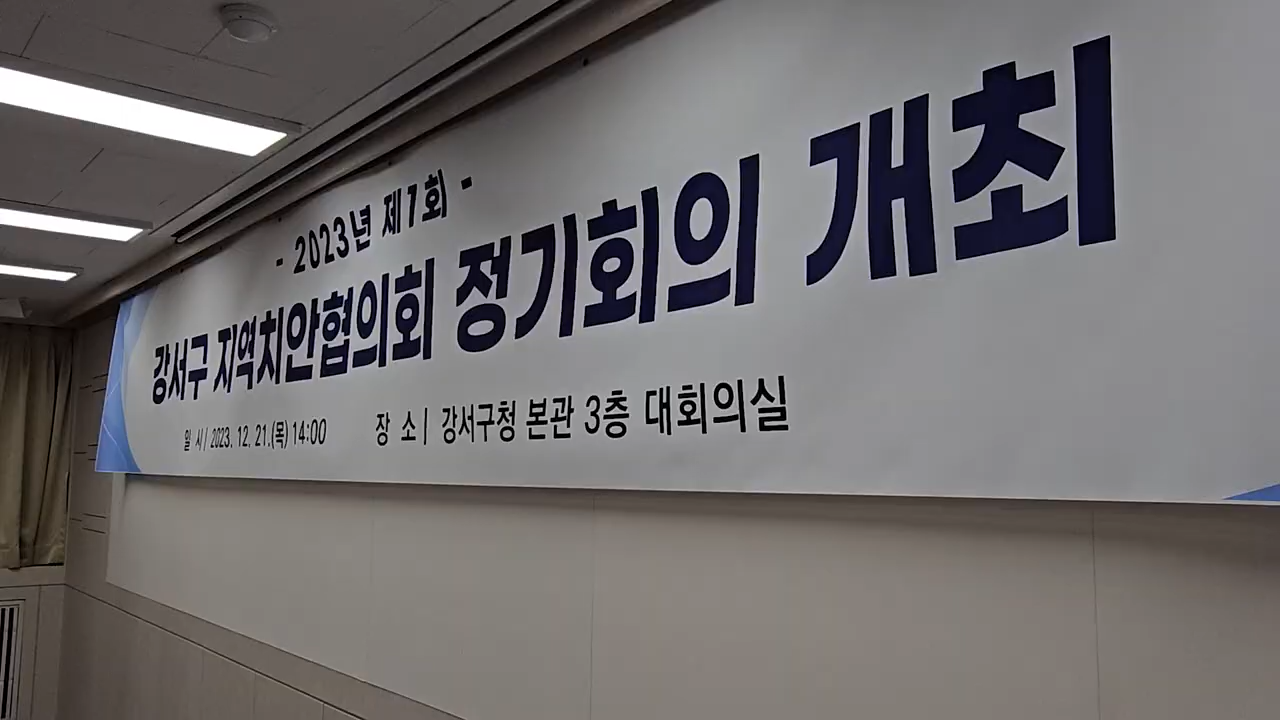 - 2023년 제1회 -
강서구 지역치안협의회 정기회의 개최
일 시 | 2023. 12. 21.(목) 14:00 장 소 | 강서구청 본관 3층 대회의실